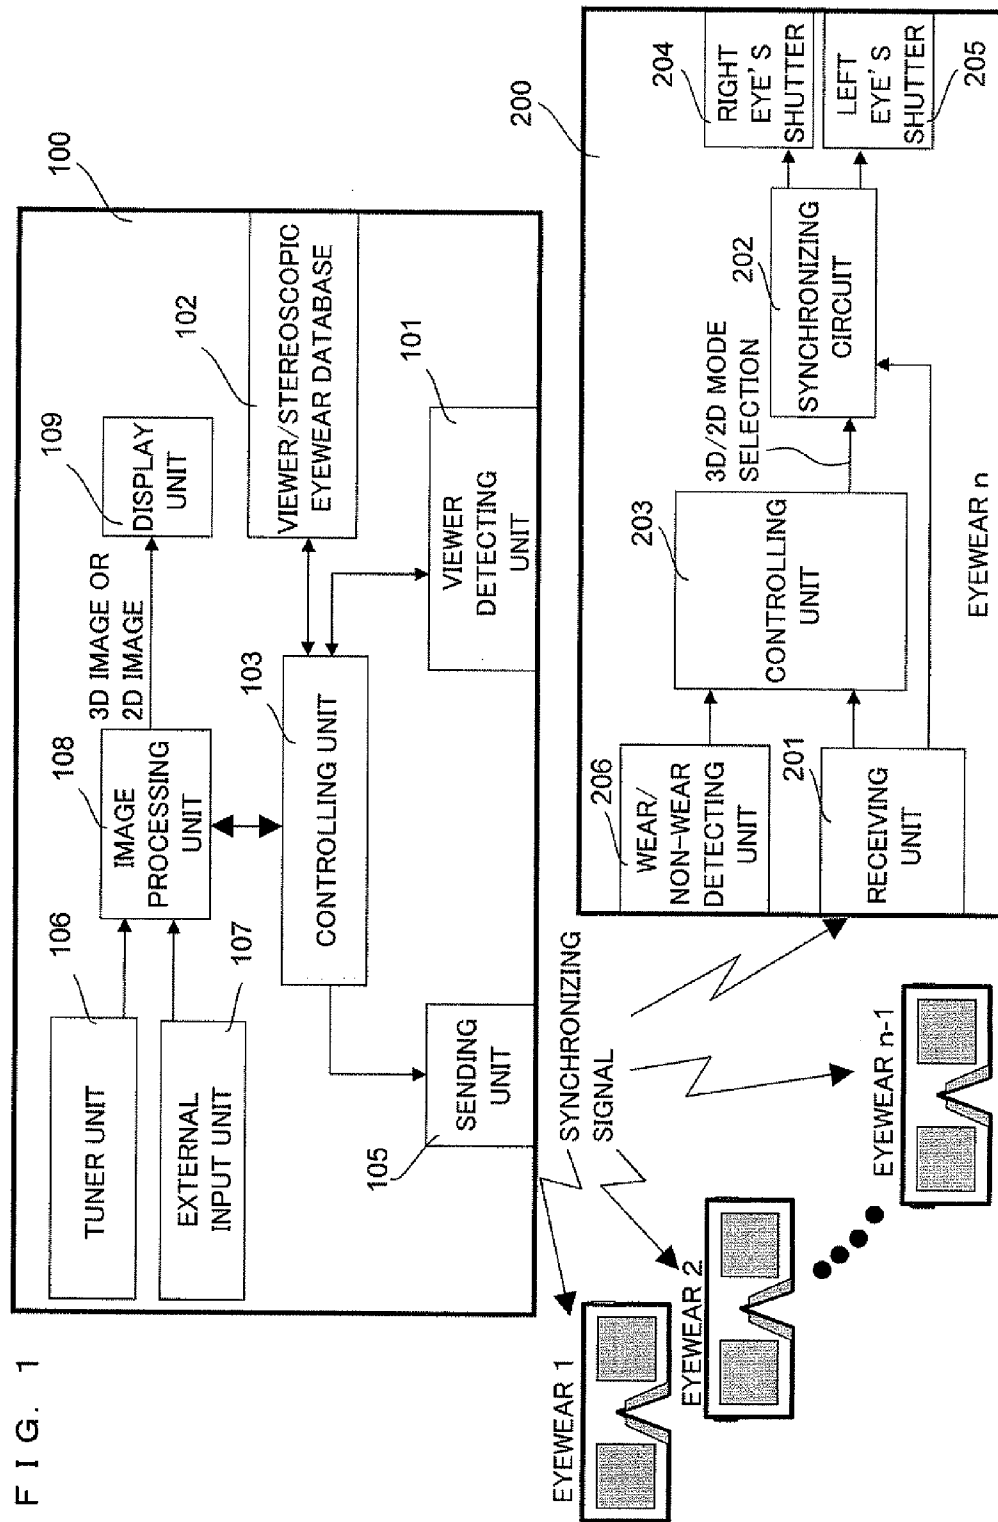 FIG. 1
100
TUNER UNIT
106
EXTERNAL
INPUT UNIT
107
IMAGE
PROCESSING
UNIT
108
3D IMAGE OR
2D IMAGE
DISPLAY
UNIT
109
CONTROLLING UNIT
103
VIEWER/STEREOSCOPIC
EYEWEAR DATABASE
102
SENDING
UNIT
105
VIEWER
DETECTING
UNIT
101
SYNCHRONIZING
SIGNAL
EYEWEAR 1
EYEWEAR 2
EYEWEAR n-1
200
WEAR/
NON-WEAR
DETECTING
UNIT
206
RECEIVING
UNIT
201
CONTROLLING
UNIT
203
3D/2D MODE
SELECTION
SYNCHRONIZING
CIRCUIT
202
RIGHT
EYE'S
SHUTTER
204
LEFT
EYE'S
SHUTTER
205
EYEWEAR n